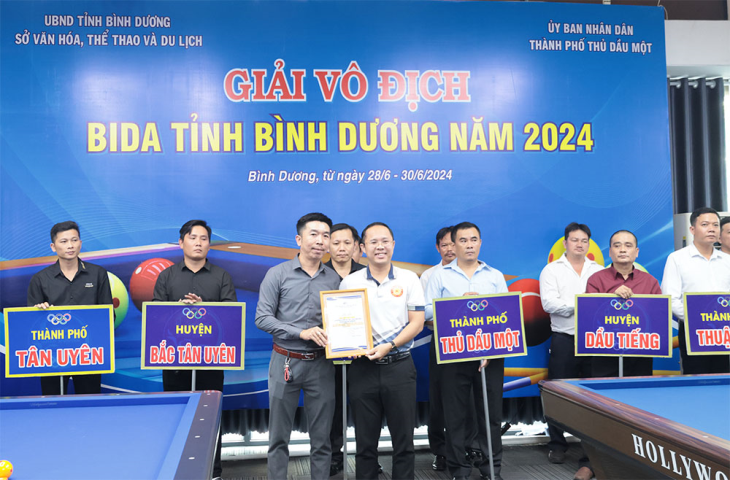 UBND TỈNH BÌNH DƯƠNG
SỞ VĂN HÓA, THỂ THAO VÀ DU LỊCH
ỦY BAN NHÂN DÂN
THÀNH PHỐ THỦ DẦU MỘT
GIẢI VÔ ĐỊCH
BIDA TỈNH BÌNH DƯƠNG NĂM 2024
Bình Dương, từ ngày 28/6 - 30/6/2024
THÀNH PHỐ
TÂN UYÊN
HUYỆN
BẮC TÂN UYÊN
THÀNH PHỐ
THỦ DẦU MỘT
HUYỆN
DẦU TIẾNG
THÀNH
THUẬ
HOLLYWO